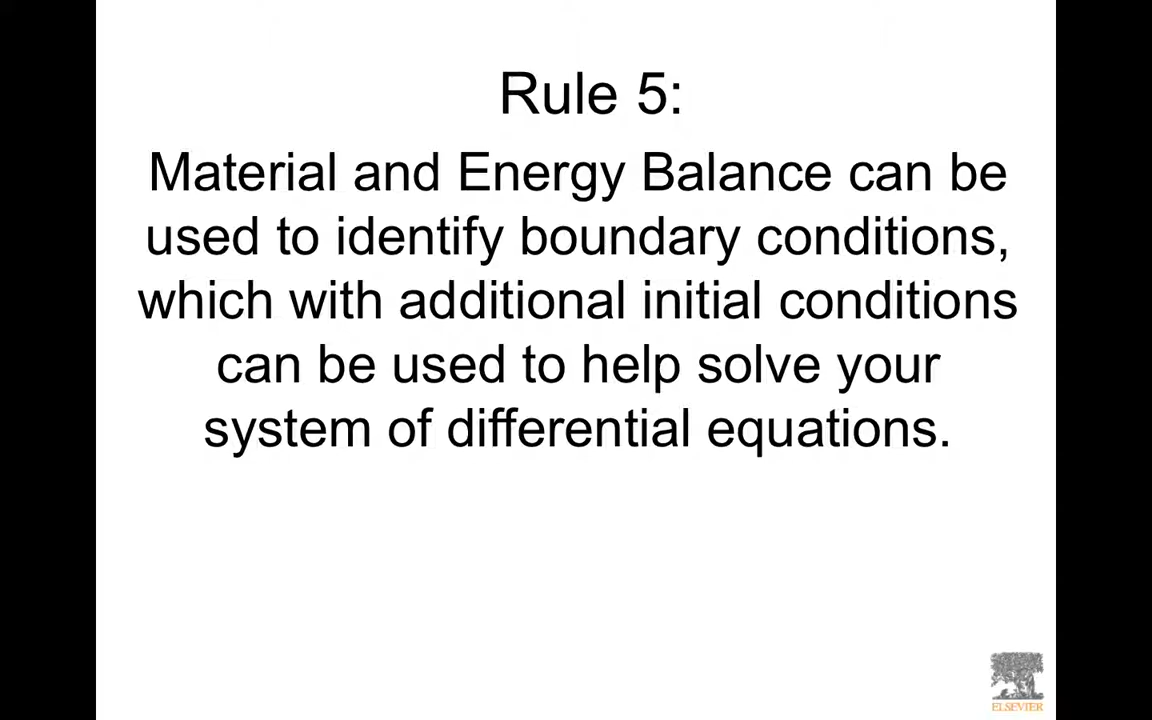 Rule 5:
Material and Energy Balance can be
used to identify boundary conditions,
which with additional initial conditions
can be used to help solve your
system of differential equations.
ELSEVIER